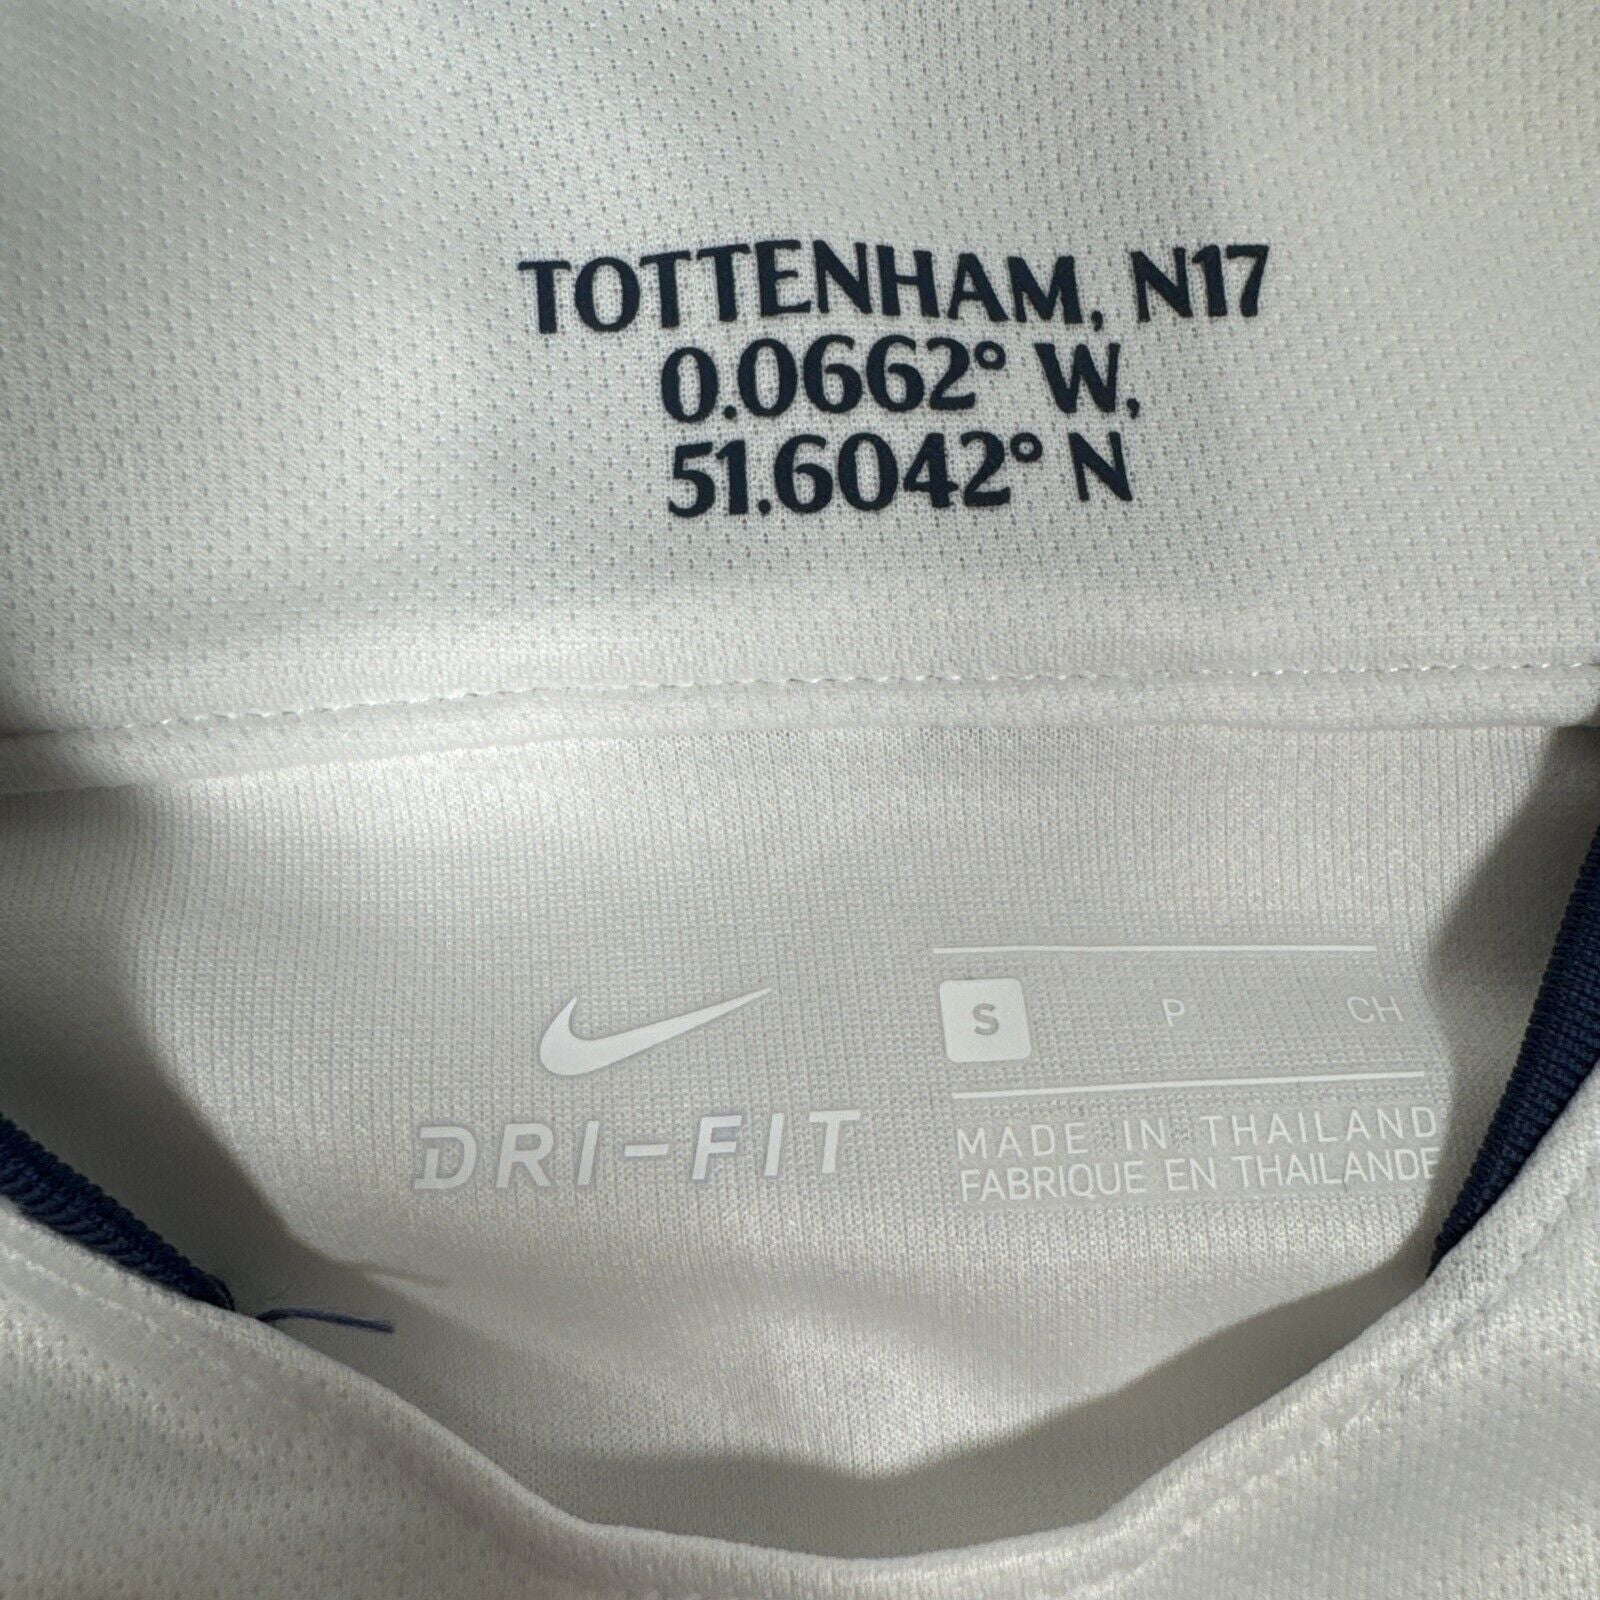 TOTTENHAM, N17
0.0662° W,
51.6042° N
S P CH
DRI-FIT
MADE IN THAILAND
FABRIQUE EN THAILANDE